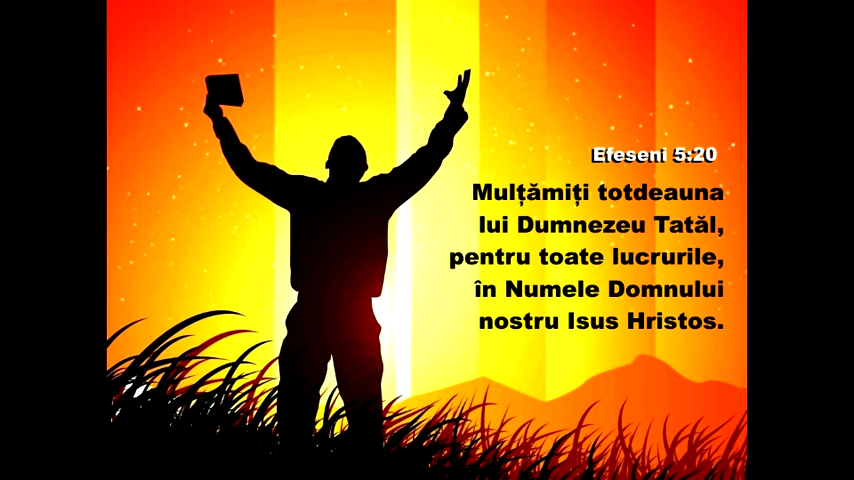 Efeseni 5:20
Mulțămiți totdeauna
lui Dumnezeu Tatăl,
pentru toate lucrurile,
în Numele Domnului
nostru Isus Hristos.